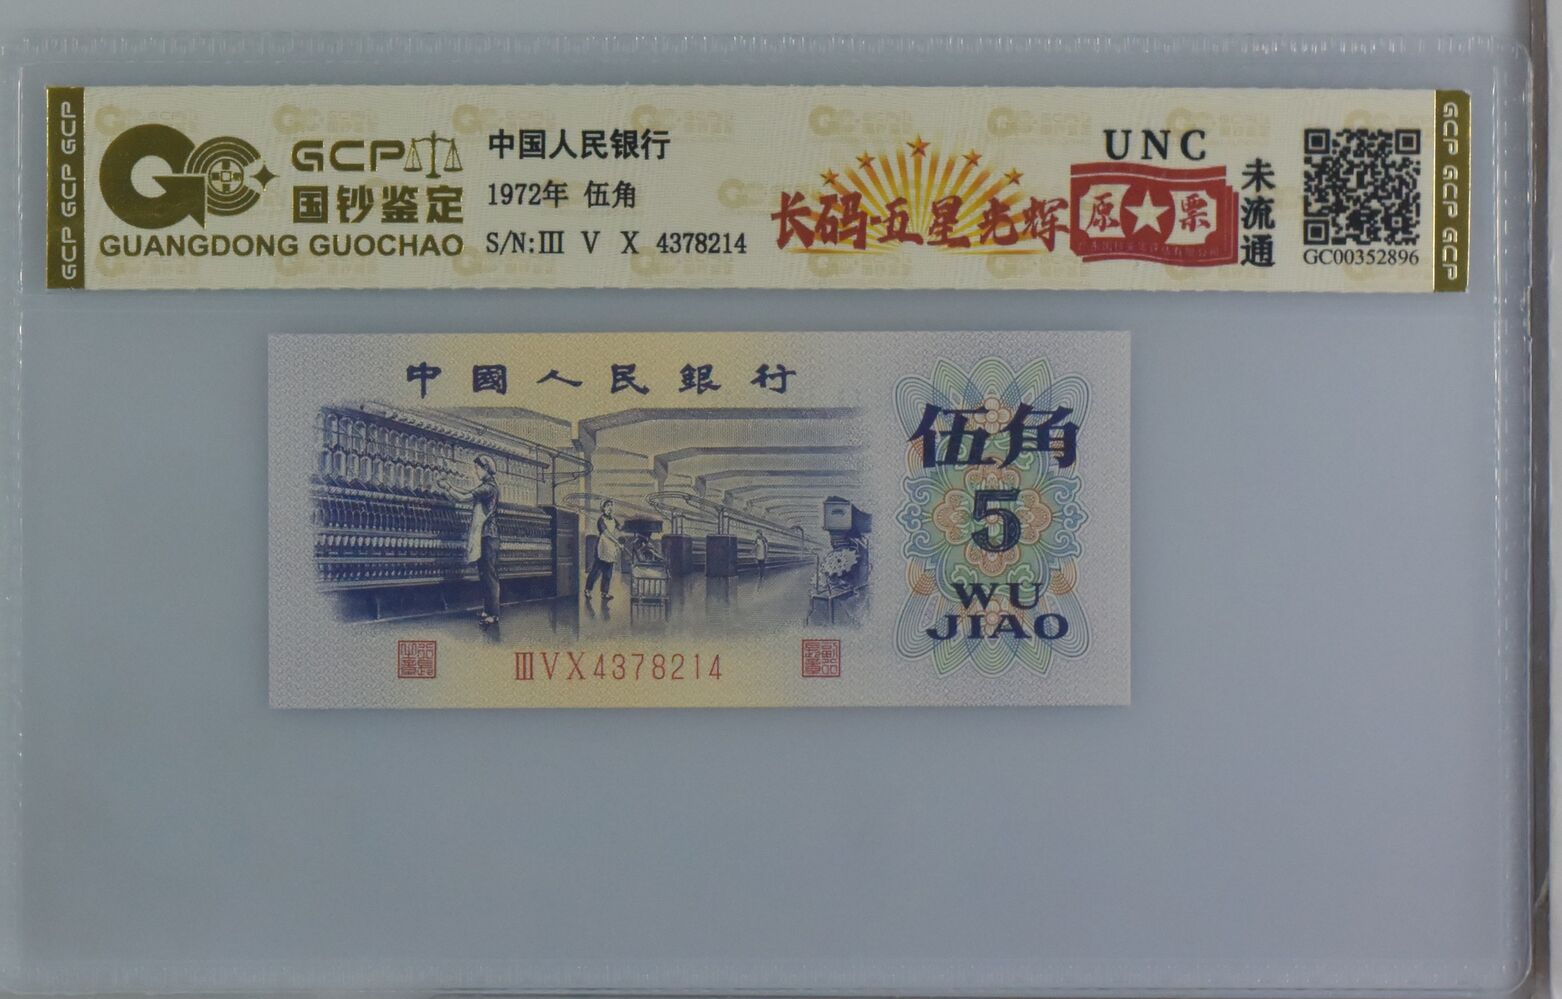 GCP GCP GCP
GCP
国钞鉴定
GUANGDONG GUOCHAO
中国人民银行
1972年 伍角
S/N:Ⅲ V X 4378214
长码·五星光辉
原★票
UNC
未流通
GC00352896
GCP GCP GCP
中國人民銀行
伍角
5
WU
JIAO
ⅢVX4378214